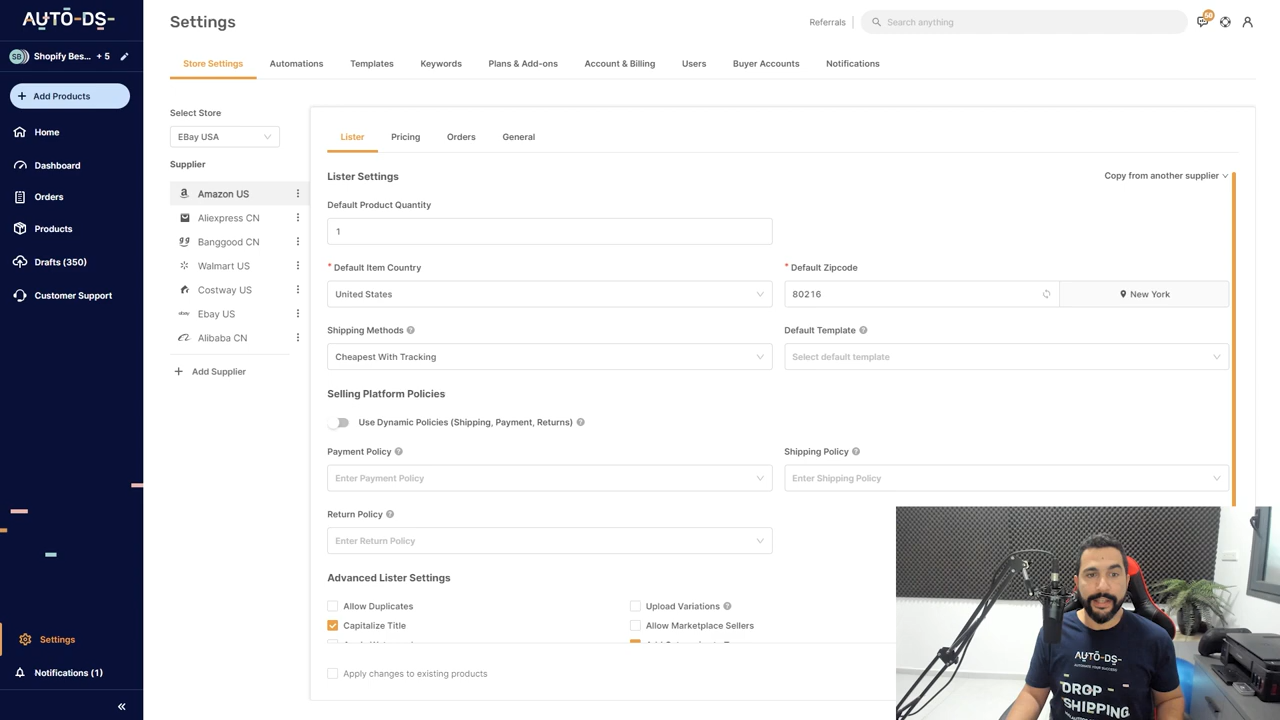 AUTO-DS-
Settings
Referrals
Search anything
50
SB
Shopify Bes... + 5
Store Settings
Automations
Templates
Keywords
Plans & Add-ons
Account & Billing
Users
Buyer Accounts
Notifications
+ Add Products
Home
Dashboard
Orders
Products
Drafts (350)
Customer Support
Settings
Notifications (1)
«
Select Store
EBay USA
Supplier
Amazon US
Aliexpress CN
Banggood CN
Walmart US
Costway US
Ebay US
Alibaba CN
+ Add Supplier
Lister
Pricing
Orders
General
Lister Settings
Copy from another supplier
Default Product Quantity
1
* Default Item Country
United States
* Default Zipcode
80216
New York
Shipping Methods ?
Cheapest With Tracking
Default Template ?
Select default template
Selling Platform Policies
Use Dynamic Policies (Shipping, Payment, Returns) ?
Payment Policy ?
Enter Payment Policy
Shipping Policy ?
Enter Shipping Policy
Return Policy ?
Enter Return Policy
Advanced Lister Settings
Allow Duplicates
Upload Variations ?
Capitalize Title
Allow Marketplace Sellers
Apply changes to existing products
AUTO-DS-
AUTOMATE YOUR SUCCESS
DROP
SHIPPING